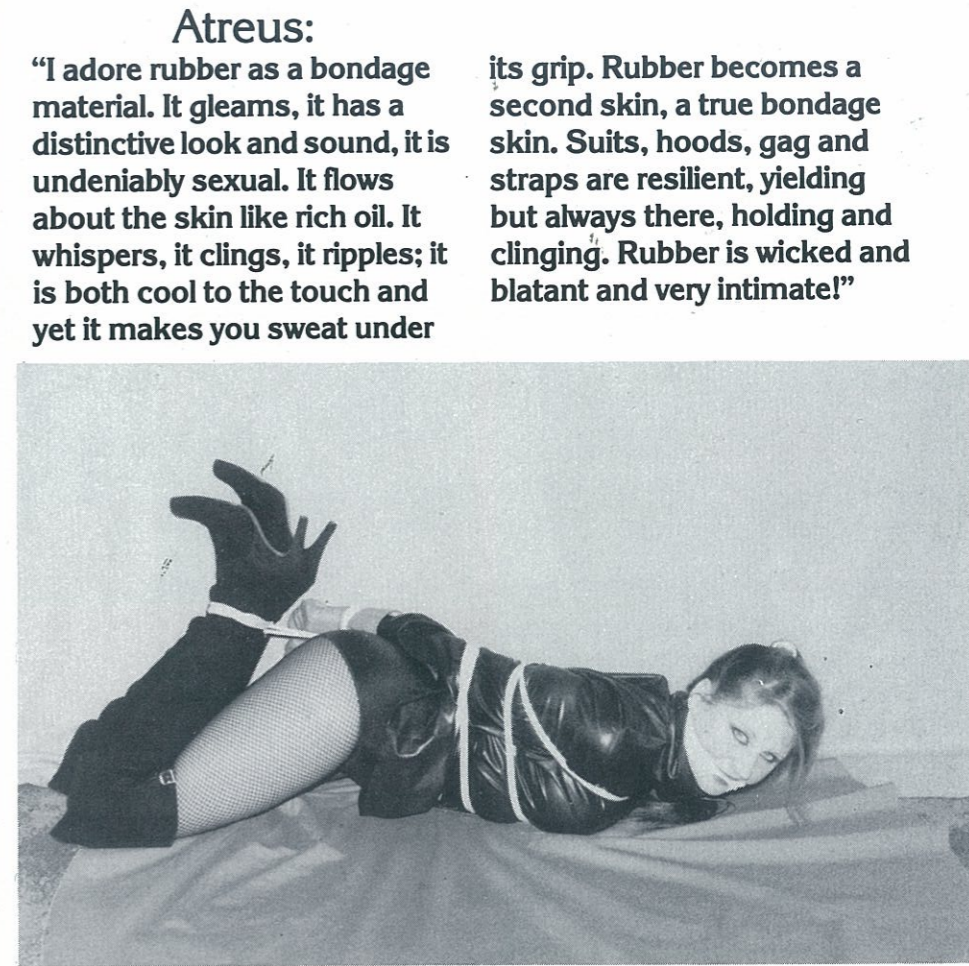 Atreus:
“I adore rubber as a bondage
material. It gleams, it has a
distinctive look and sound, it is
undeniably sexual. It flows
about the skin like rich oil. It
whispers, it clings, it ripples; it
is both cool to the touch and
yet it makes you sweat under
its grip. Rubber becomes a
second skin, a true bondage
skin. Suits, hoods, gag and
straps are resilient, yielding
but always there, holding and
clinging. Rubber is wicked and
blatant and very intimate!”